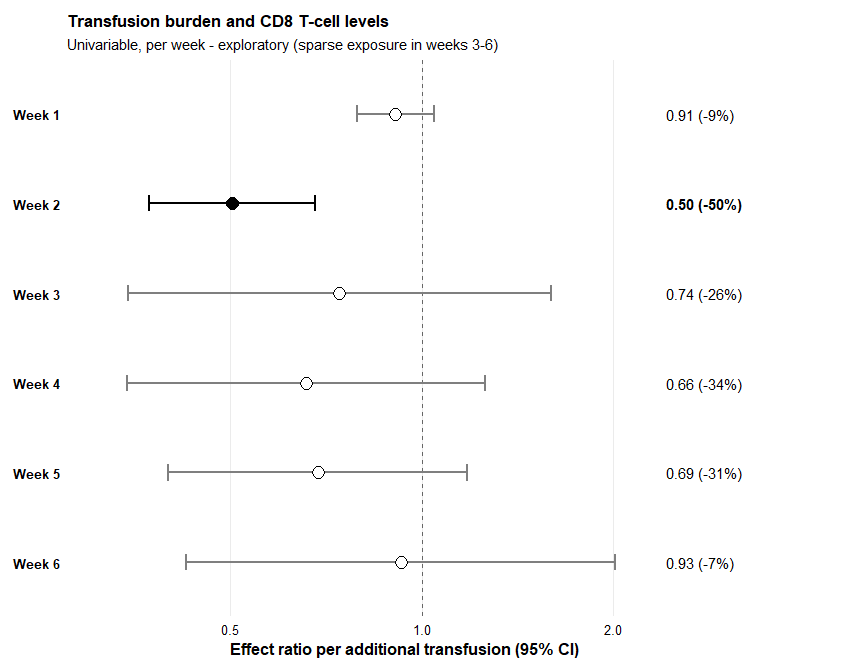 Transfusion burden and CD8 T-cell levels
Univariable, per week - exploratory (sparse exposure in weeks 3-6)
Week 1 0.91 (-9%)
Week 2 0.50 (-50%)
Week 3 0.74 (-26%)
Week 4 0.66 (-34%)
Week 5 0.69 (-31%)
Week 6 0.93 (-7%)
0.5 1.0 2.0
Effect ratio per additional transfusion (95% CI)